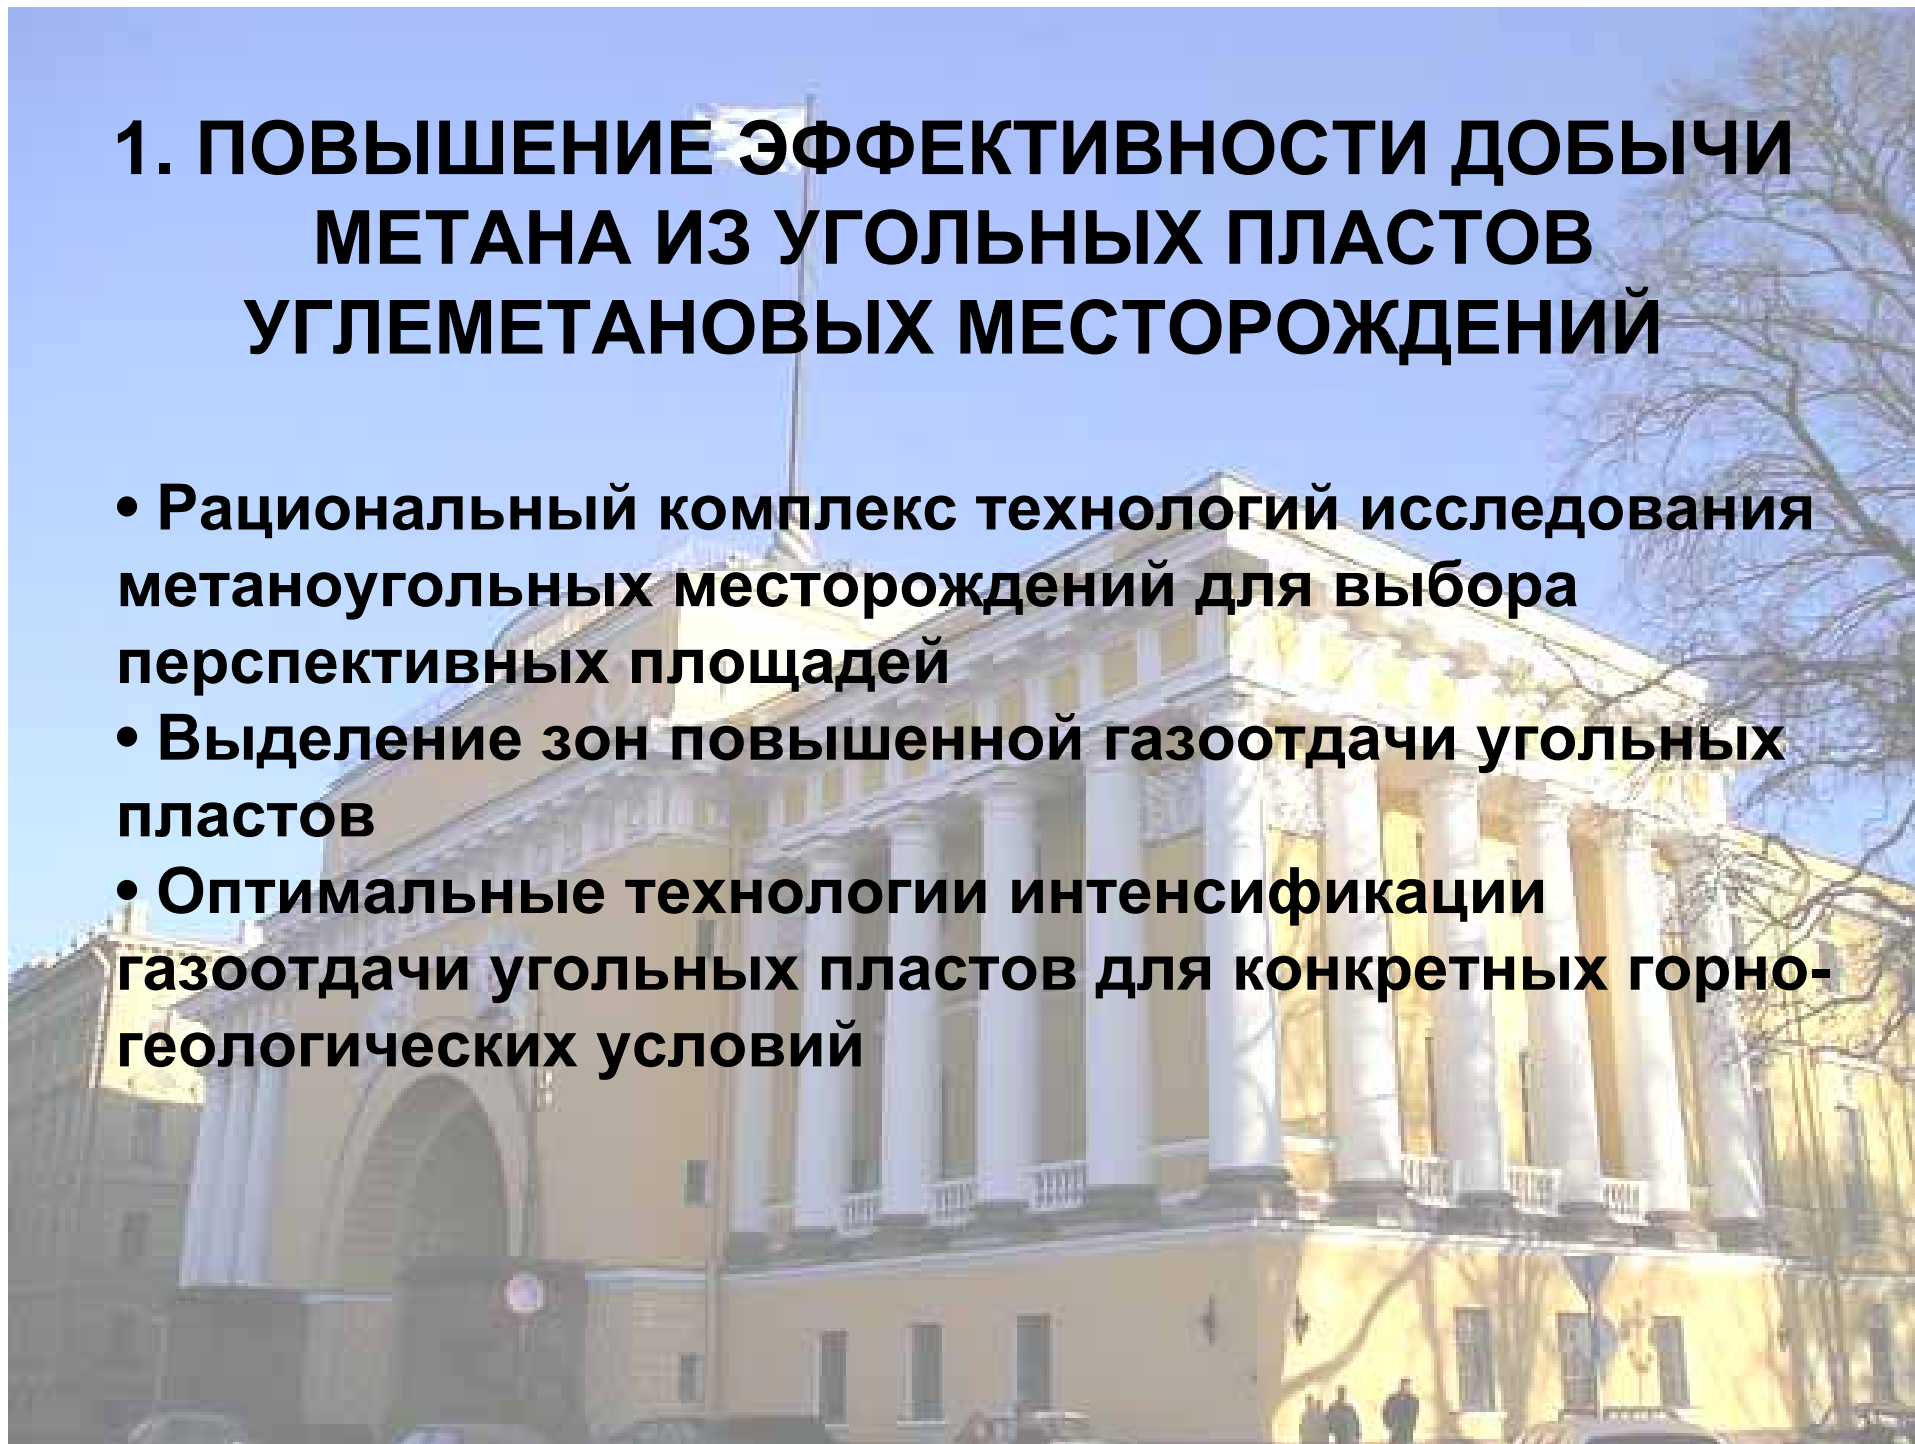 1. ПОВЫШЕНИЕ ЭФФЕКТИВНОСТИ ДОБЫЧИ
МЕТАНА ИЗ УГОЛЬНЫХ ПЛАСТОВ
УГЛЕМЕТАНОВЫХ МЕСТОРОЖДЕНИЙ
• Рациональный комплекс технологий исследования
метаноугольных месторождений для выбора
перспективных площадей
• Выделение зон повышенной газоотдачи угольных
пластов
• Оптимальные технологии интенсификации
газоотдачи угольных пластов для конкретных горно-
геологических условий